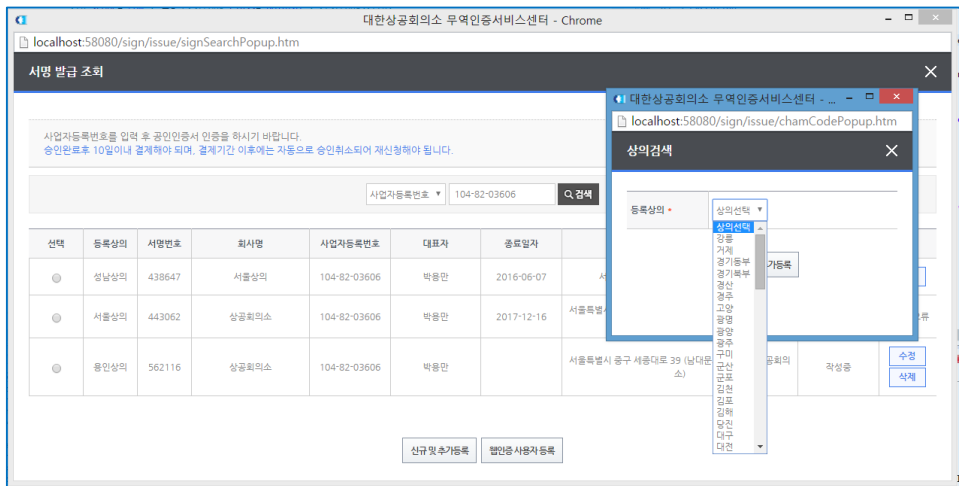 대한상공회의소 무역인증서비스센터 - Chrome
localhost:58080/sign/issue/signSearchPopup.htm
서명 발급 조회
사업자등록번호를 입력 후 공인인증서 인증을 하시기 바랍니다.
승인완료후 10일이내 결제해야 되며, 결제기간 이후에는 자동으로 승인취소되어 재신청해야 됩니다.
사업자등록번호 104-82-03606 검색
선택 등록상의 서명번호 회사명 사업자등록번호 대표자 종료일자
성남상의 438647 서울상의 104-82-03606 박용만 2016-06-07 서
서울상의 443062 상공회의소 104-82-03606 박용만 2017-12-16 서울특별시 류
용인상의 562116 상공회의소 104-82-03606 박용만 서울특별시 중구 세종대로 39 (남대문 공회의
소) 작성중 수정
삭제
신규 및 추가등록 웹인증 사용자 등록
대한상공회의소 무역인증서비스센터 - ...
localhost:58080/sign/issue/chamCodePopup.htm
상의검색
등록상의 * 상의선택
상의선택
강릉
거제
경기동부
경기북부
경산
경주
고양
광명
광양
광주
구미
군산
군포
김천
김포
김해
당진
대구
대전
가등록